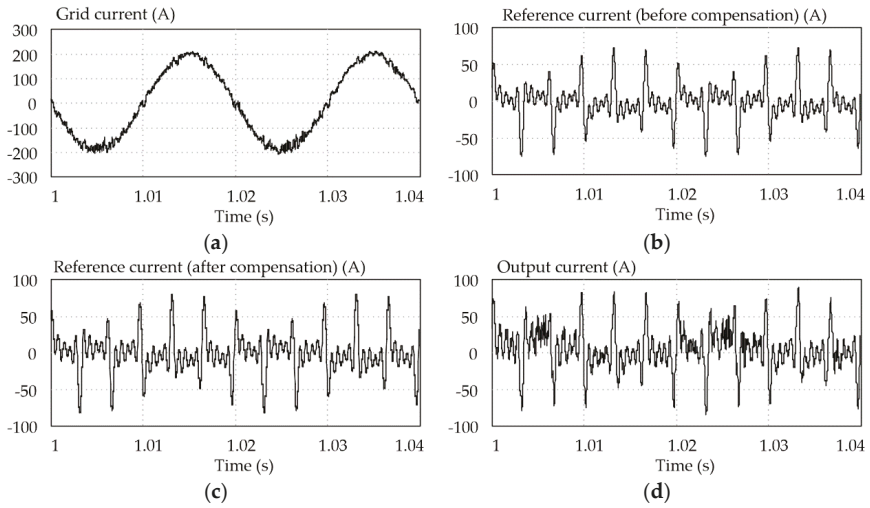 Grid current (A)
300
200
100
0
-100
-200
-300
1 1.01 1.02 1.03 1.04
Time (s)
(a)
Reference current (before compensation) (A)
100
50
0
-50
-100
1 1.01 1.02 1.03 1.04
Time (s)
(b)
Reference current (after compensation) (A)
100
50
0
-50
-100
1 1.01 1.02 1.03 1.04
Time (s)
(c)
Output current (A)
100
50
0
-50
-100
1 1.01 1.02 1.03 1.04
Time (s)
(d)